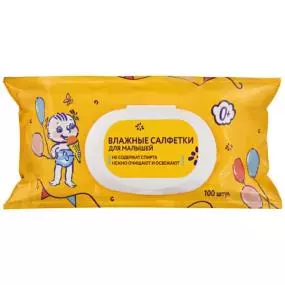 0+
ВЛАЖНЫЕ САЛФЕТКИ
ДЛЯ МАЛЫШЕЙ
НЕ СОДЕРЖАТ СПИРТА
НЕЖНО ОЧИЩАЮТ И ОСВЕЖАЮТ
100 штук